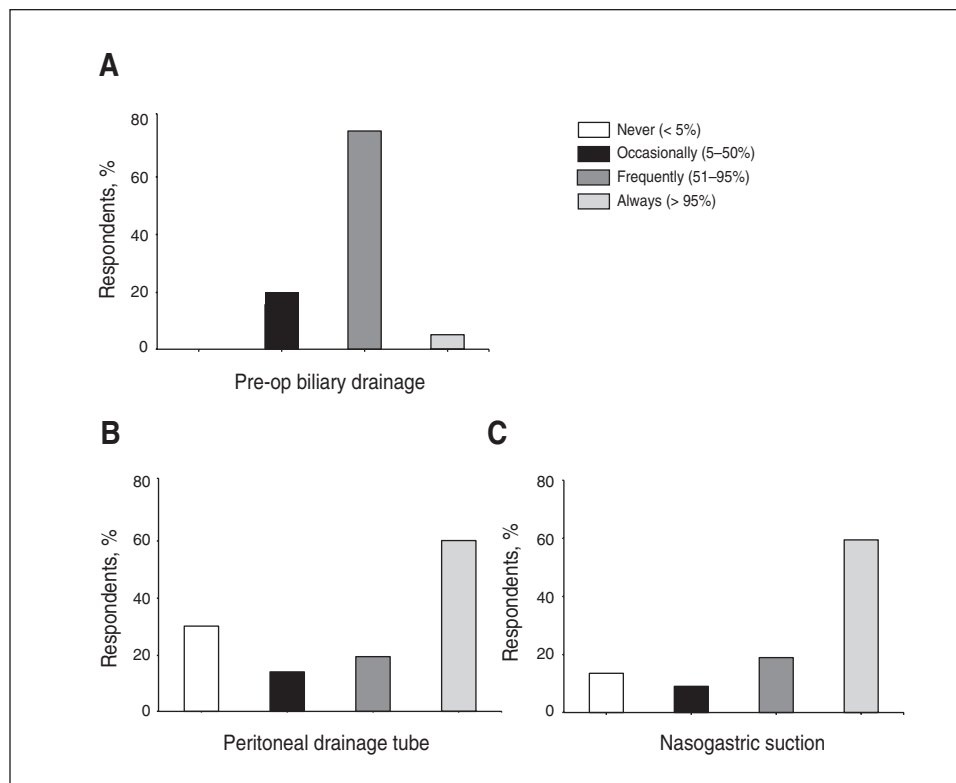 A
Respondents, %
80
60
40
20
0
Pre-op biliary drainage
Never (< 5%)
Occasionally (5–50%)
Frequently (51–95%)
Always (> 95%)
B
Respondents, %
80
60
40
20
0
Peritoneal drainage tube
C
Respondents, %
80
60
40
20
0
Nasogastric suction